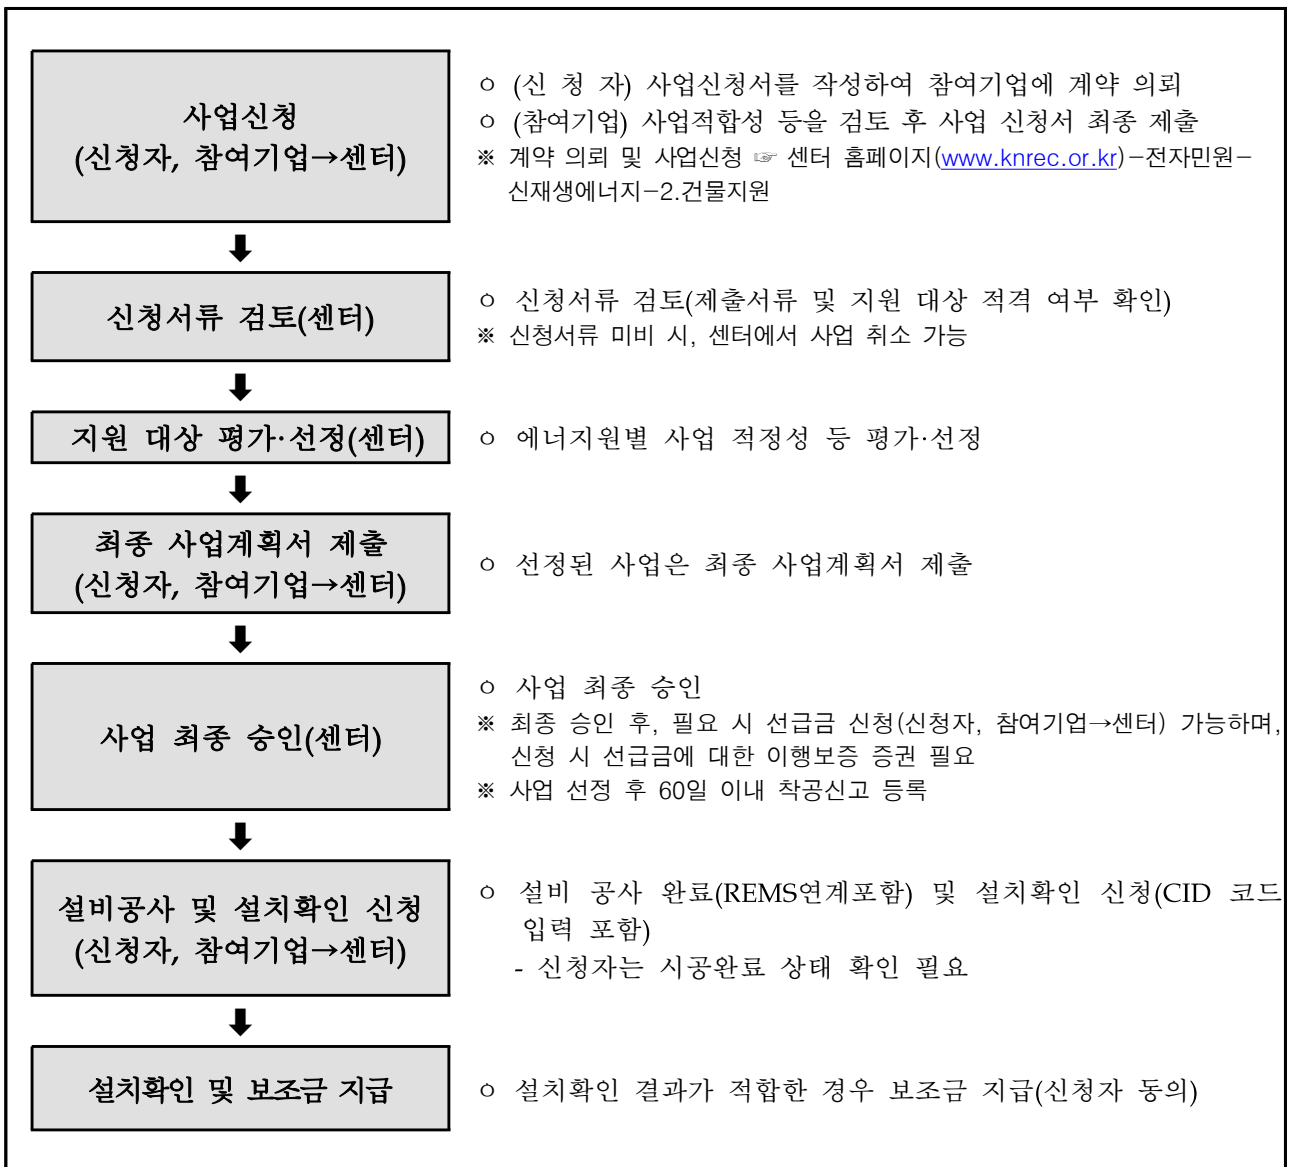 사업신청
(신청자, 참여기업→센터)
ㅇ (신 청 자) 사업신청서를 작성하여 참여기업에 계약 의뢰
ㅇ (참여기업) 사업적합성 등을 검토 후 사업 신청서 최종 제출
※ 계약 의뢰 및 사업신청 ☞ 센터 홈페이지(www.knrec.or.kr)-전자민원-
신재생에너지-2.건물지원
⬇
신청서류 검토(센터)
ㅇ 신청서류 검토(제출서류 및 지원 대상 적격 여부 확인)
※ 신청서류 미비 시, 센터에서 사업 취소 가능
⬇
지원 대상 평가·선정(센터)
ㅇ 에너지원별 사업 적정성 등 평가·선정
⬇
최종 사업계획서 제출
(신청자, 참여기업→센터)
ㅇ 선정된 사업은 최종 사업계획서 제출
⬇
사업 최종 승인(센터)
ㅇ 사업 최종 승인
※ 최종 승인 후, 필요 시 선급금 신청(신청자, 참여기업→센터) 가능하며,
신청 시 선급금에 대한 이행보증 증권 필요
※ 사업 선정 후 60일 이내 착공신고 등록
⬇
설비공사 및 설치확인 신청
(신청자, 참여기업→센터)
ㅇ 설비 공사 완료(REMS연계포함) 및 설치확인 신청(CID 코드
입력 포함)
- 신청자는 시공완료 상태 확인 필요
⬇
설치확인 및 보조금 지급
ㅇ 설치확인 결과가 적합한 경우 보조금 지급(신청자 동의)